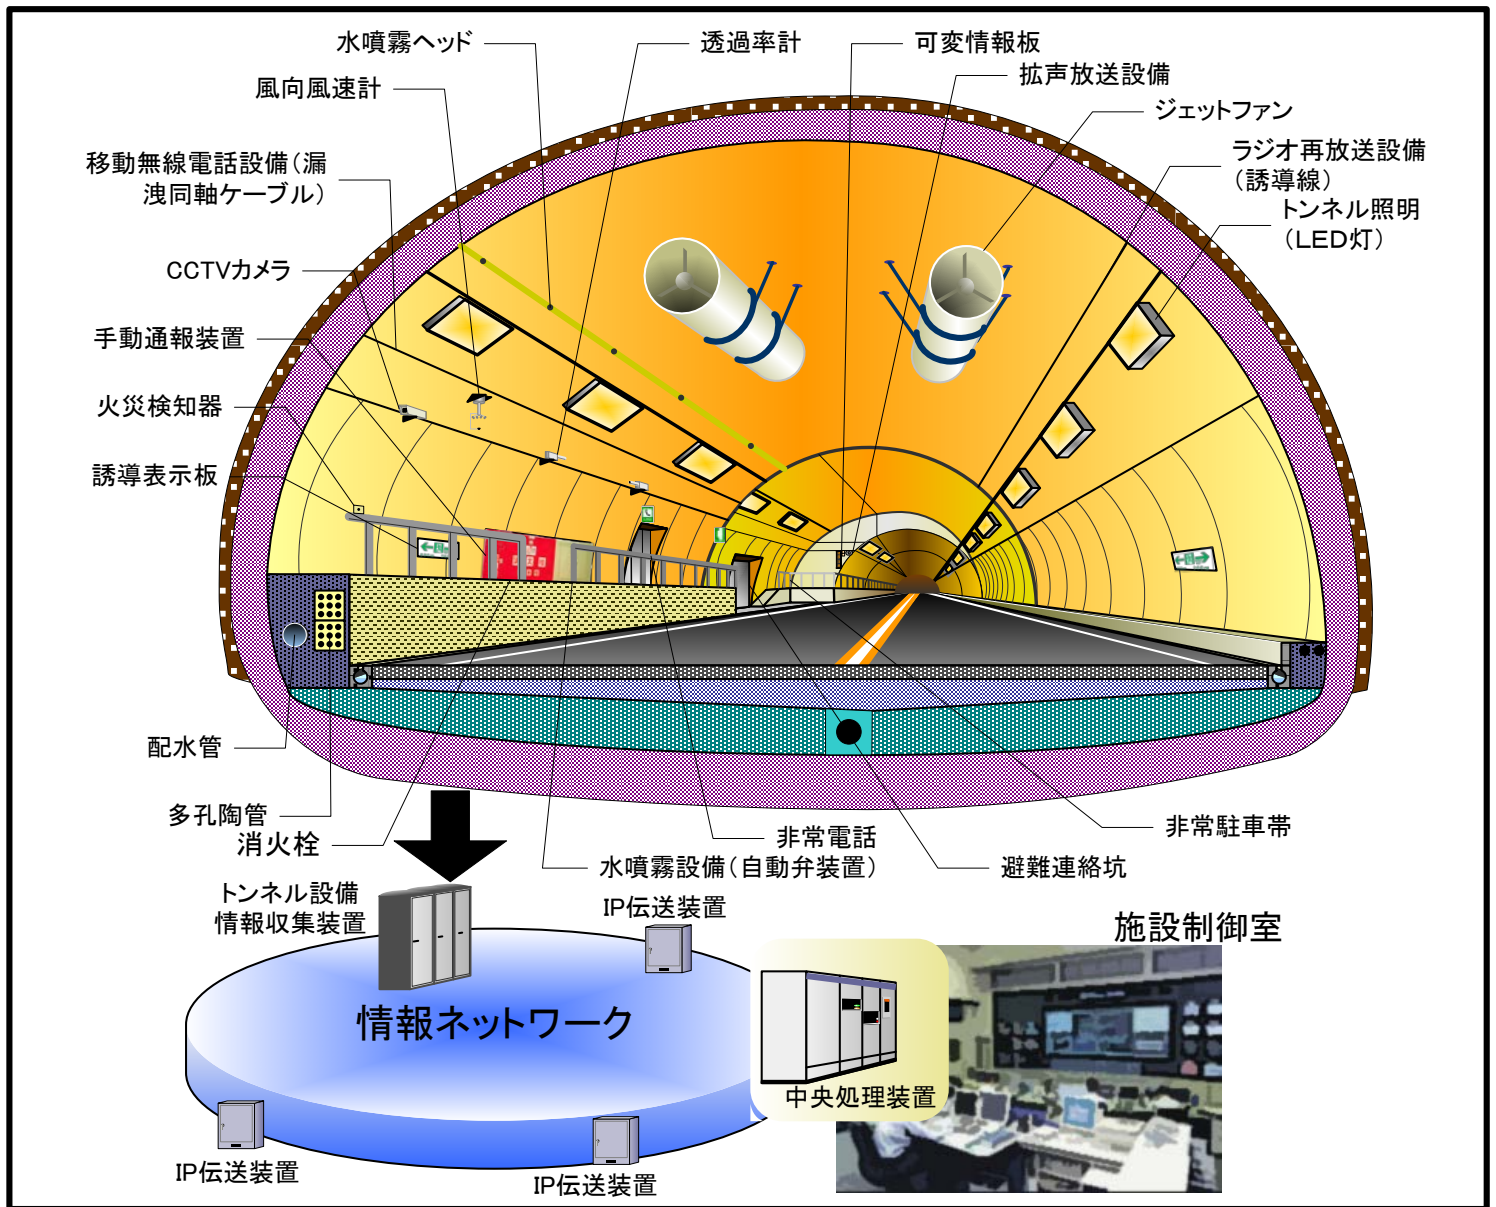 水噴霧ヘッド
透過率計
可変情報板
拡声放送設備
風向風速計
ジェットファン
移動無線電話設備(漏
洩同軸ケーブル)
ラジオ再放送設備
(誘導線)
トンネル照明
(LED灯)
CCTVカメラ
手動通報装置
火災検知器
誘導表示板
配水管
多孔陶管
消火栓
非常電話
水噴霧設備(自動弁装置)
避難連絡坑
非常駐車帯
トンネル設備
情報収集装置
IP伝送装置
施設制御室
情報ネットワーク
中央処理装置
IP伝送装置
IP伝送装置